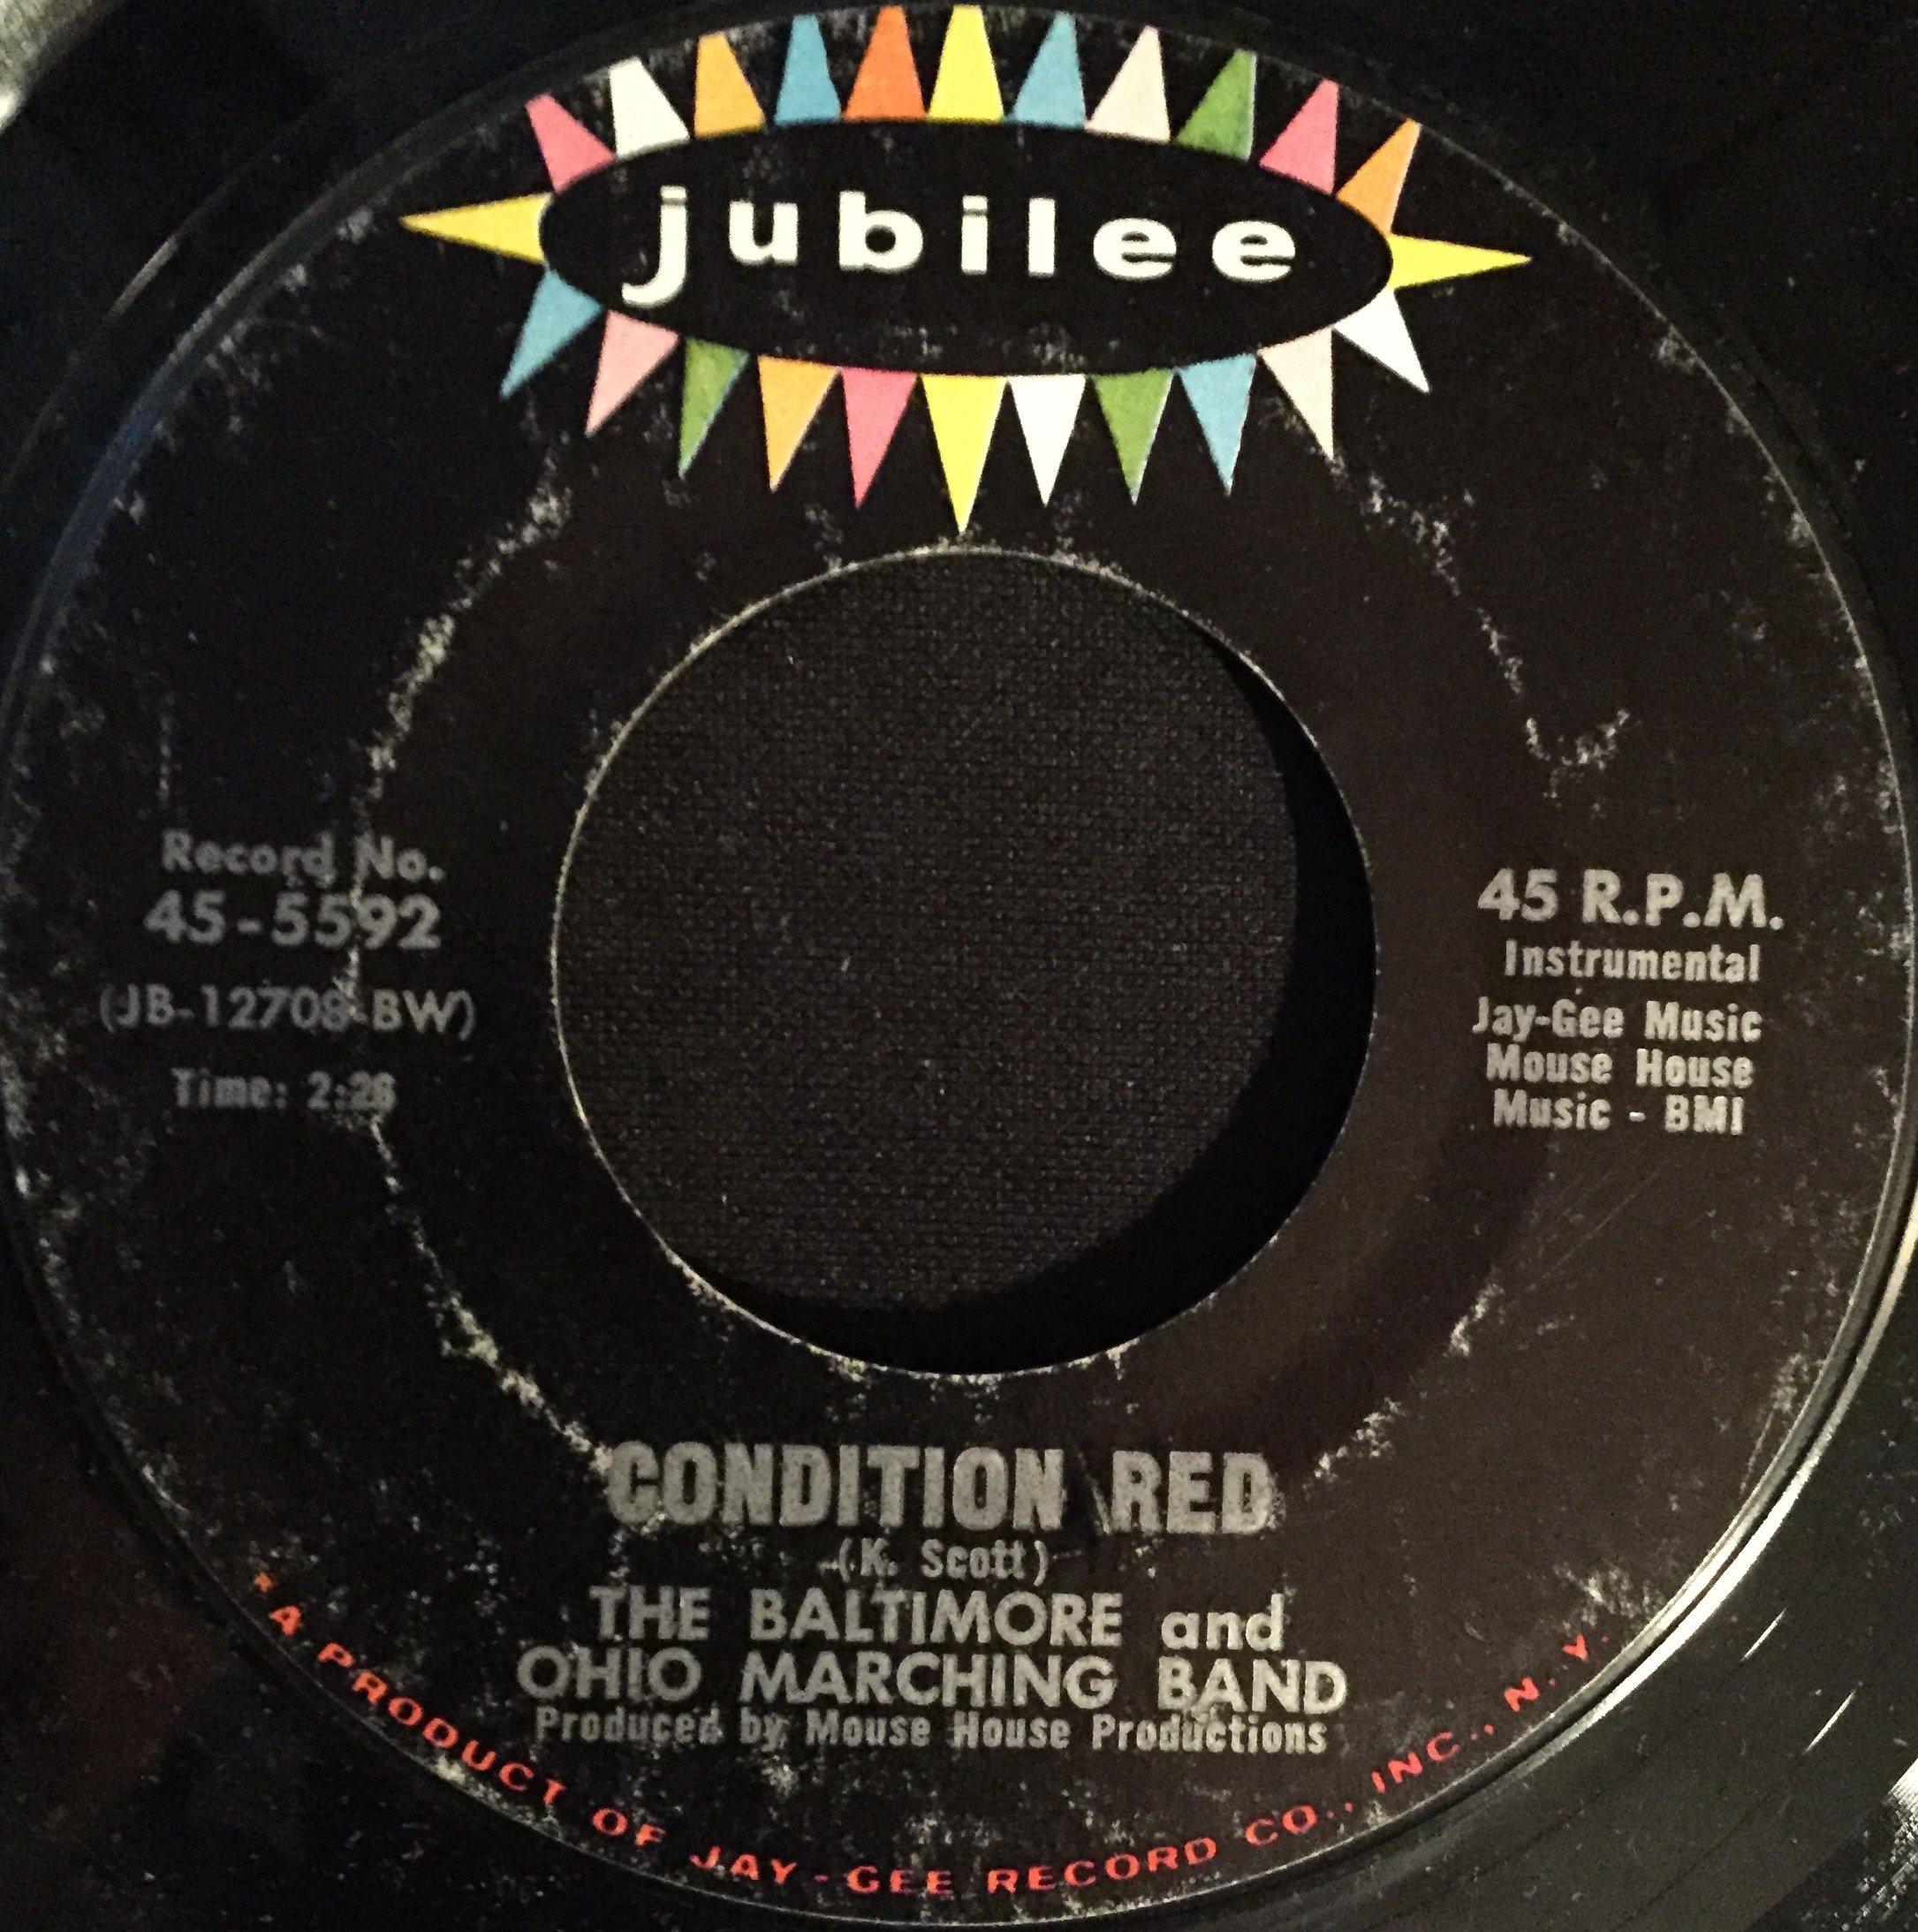 jubilee
Record No.
45-5592
(JB-12708-BW)
Time: 2:26
45 R.P.M.
Instrumental
Jay-Gee Music
Mouse House
Music - BMI
CONDITION RED
(K. Scott)
THE BALTIMORE and
OHIO MARCHING BAND
Produced by Mouse House Productions
* A PRODUCT OF JAY-GEE RECORD CO., INC., N. Y.